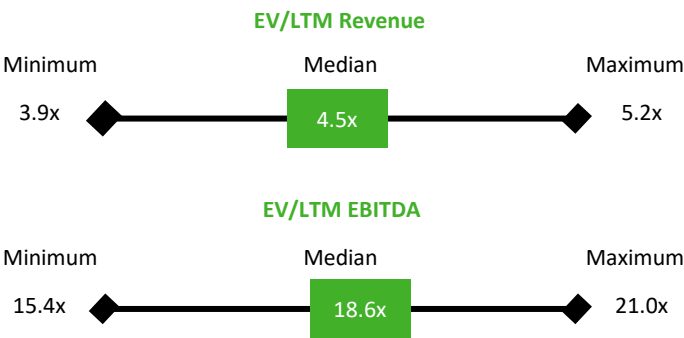 EV/LTM Revenue
Minimum Median Maximum
3.9x 4.5x 5.2x
EV/LTM EBITDA
Minimum Median Maximum
15.4x 18.6x 21.0x